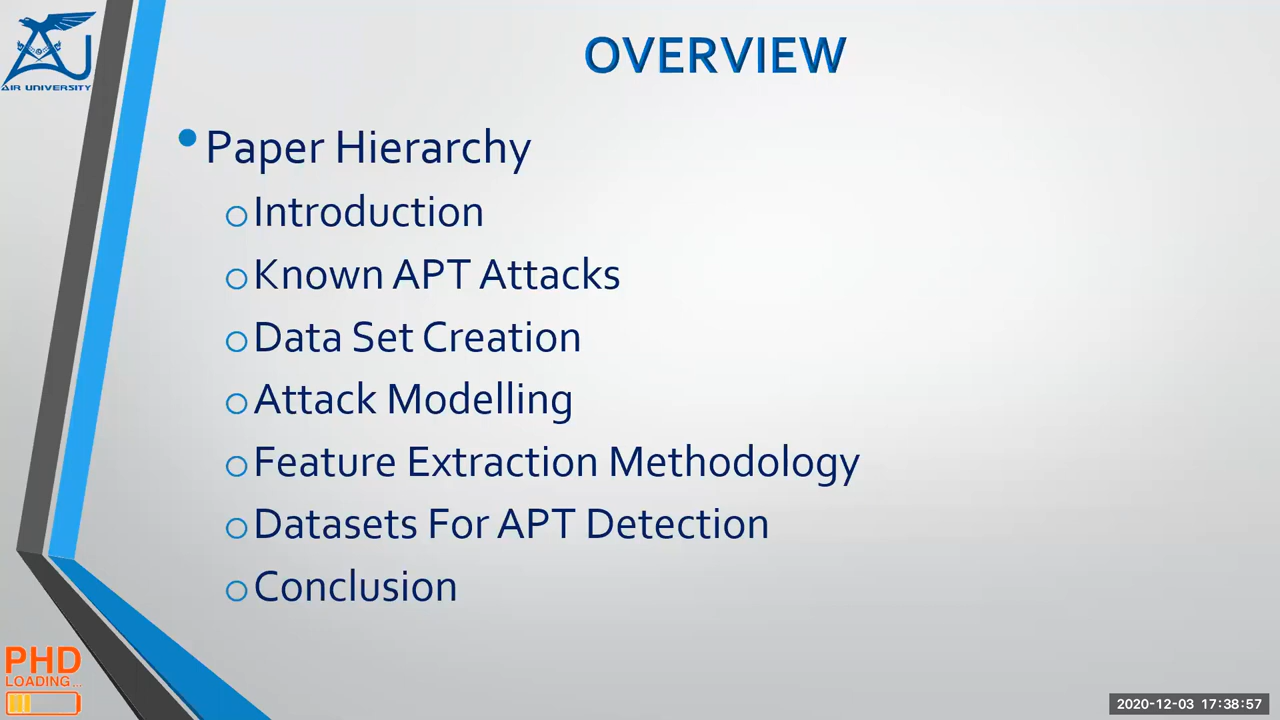 AIR UNIVERSITY
OVERVIEW
Paper Hierarchy
Introduction
Known APT Attacks
Data Set Creation
Attack Modelling
Feature Extraction Methodology
Datasets For APT Detection
Conclusion
PHD
LOADING...
2020-12-03 17:38:57